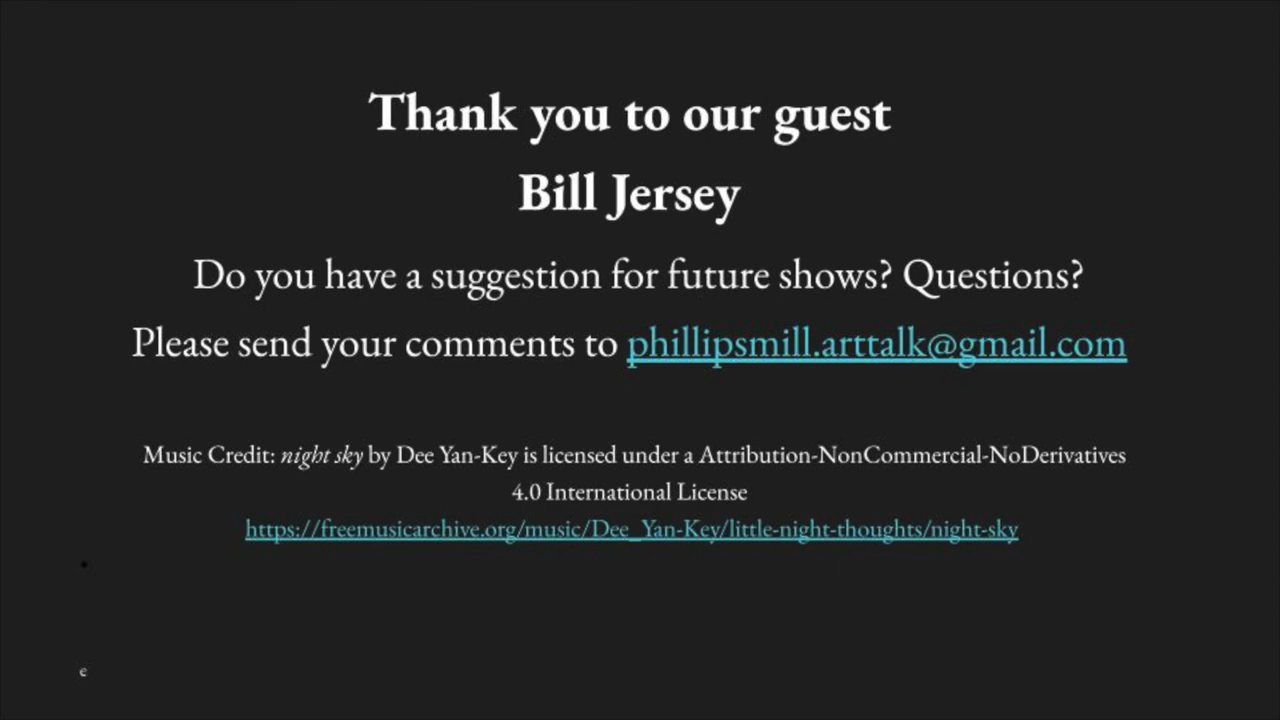 Thank you to our guest
Bill Jersey
Do you have a suggestion for future shows? Questions?
Please send your comments to phillipsmill.arttalk@gmail.com
Music Credit: night sky by Dee Yan-Key is licensed under a Attribution-NonCommercial-NoDerivatives
4.0 International License
https://freemusicarchive.org/music/Dee_Yan-Key/little-night-thoughts/night-sky
e